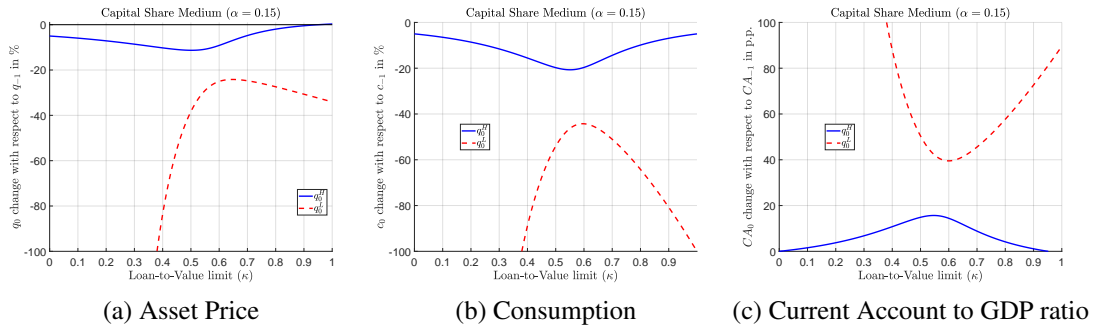 Capital Share Medium (α = 0.15)
q₀ change with respect to q₋₁ in %
0
-20
-40
-60
-80
-100
q₀ᴴ
q₀ᴸ
0 0.1 0.2 0.3 0.4 0.5 0.6 0.7 0.8 0.9 1
Loan-to-Value limit (κ)
(a) Asset Price
Capital Share Medium (α = 0.15)
c₀ change with respect to c₋₁ in %
0
-20
-40
-60
-80
-100
q₀ᴴ
q₀ᴸ
0 0.1 0.2 0.3 0.4 0.5 0.6 0.7 0.8 0.9
Loan-to-Value limit (κ)
(b) Consumption
Capital Share Medium (α = 0.15)
CA₀ change with respect to CA₋₁ in p.p.
100
80
60
40
20
0
q₀ᴴ
q₀ᴸ
0 0.1 0.2 0.3 0.4 0.5 0.6 0.7 0.8 0.9 1
Loan-to-Value limit (κ)
(c) Current Account to GDP ratio